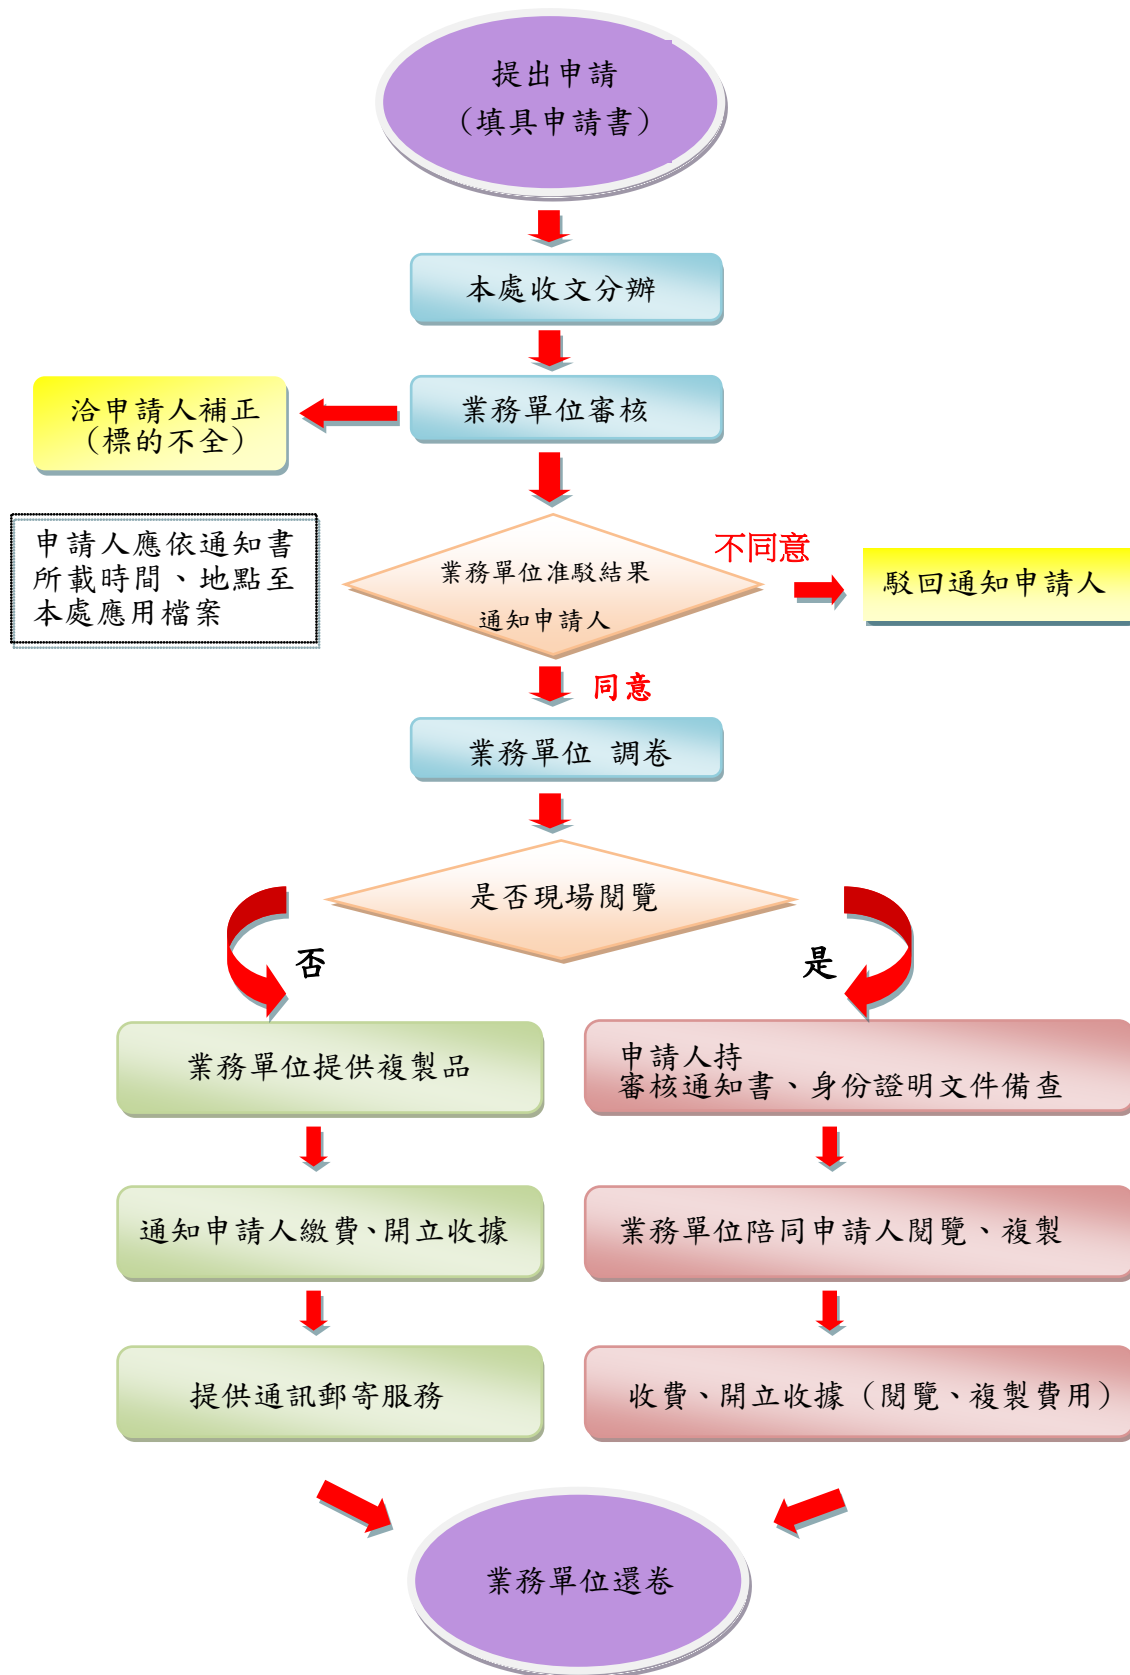 提出申請
（填具申請書）
本處收文分辦
業務單位審核
洽申請人補正
（標的不全）
申請人應依通知書
所載時間、地點至
本處應用檔案
業務單位准駁結果
通知申請人
不同意
駁回通知申請人
同意
業務單位 調卷
是否現場閱覽
否
是
業務單位提供複製品
申請人持
審核通知書、身份證明文件備查
通知申請人繳費、開立收據
業務單位陪同申請人閱覽、複製
提供通訊郵寄服務
收費、開立收據（閱覽、複製費用）
業務單位還卷